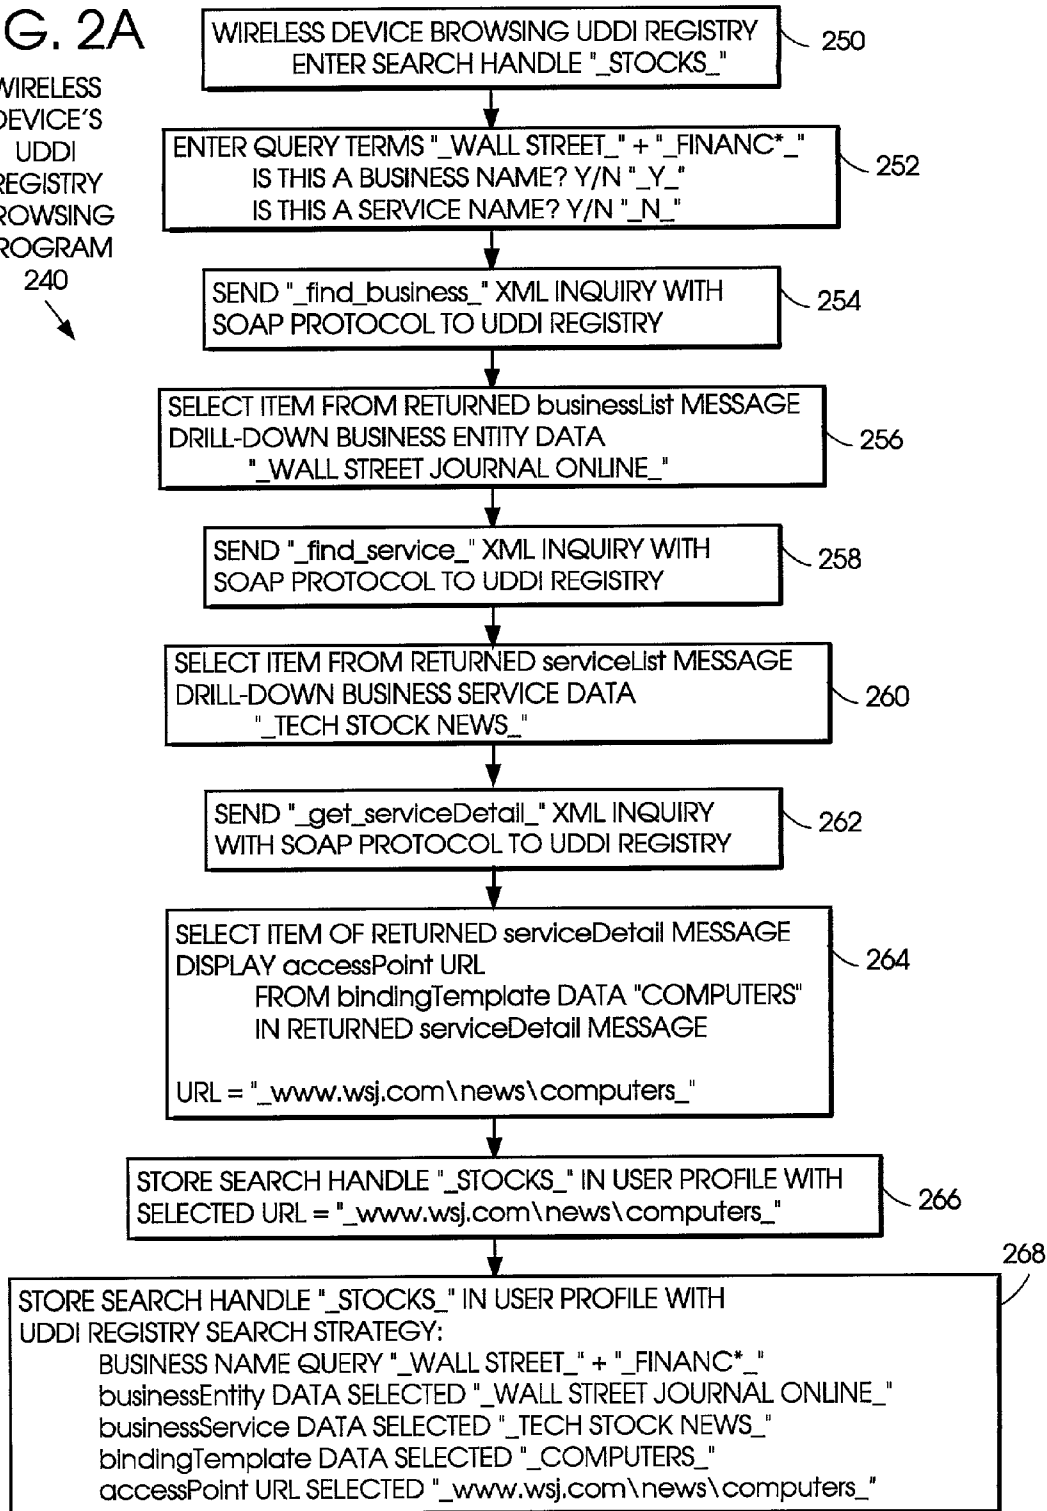 G. 2A
WIRELESS
DEVICE'S
UDDI
REGISTRY
ROWSING
ROGRAM
240
WIRELESS DEVICE BROWSING UDDI REGISTRY
ENTER SEARCH HANDLE "_STOCKS_"
250
ENTER QUERY TERMS "_WALL STREET_" + "_FINANC*_"
IS THIS A BUSINESS NAME? Y/N "_Y_"
IS THIS A SERVICE NAME? Y/N "_N_"
252
SEND "_find_business_" XML INQUIRY WITH
SOAP PROTOCOL TO UDDI REGISTRY
254
SELECT ITEM FROM RETURNED businessList MESSAGE
DRILL-DOWN BUSINESS ENTITY DATA
"_WALL STREET JOURNAL ONLINE_"
256
SEND "_find_service_" XML INQUIRY WITH
SOAP PROTOCOL TO UDDI REGISTRY
258
SELECT ITEM FROM RETURNED serviceList MESSAGE
DRILL-DOWN BUSINESS SERVICE DATA
"_TECH STOCK NEWS_"
260
SEND "_get_serviceDetail_" XML INQUIRY
WITH SOAP PROTOCOL TO UDDI REGISTRY
262
SELECT ITEM OF RETURNED serviceDetail MESSAGE
DISPLAY accessPoint URL
FROM bindingTemplate DATA "COMPUTERS"
IN RETURNED serviceDetail MESSAGE
URL = "_www.wsj.com\news\computers_"
264
STORE SEARCH HANDLE "_STOCKS_" IN USER PROFILE WITH
SELECTED URL = "_www.wsj.com\news\computers_"
266
268
STORE SEARCH HANDLE "_STOCKS_" IN USER PROFILE WITH
UDDI REGISTRY SEARCH STRATEGY:
BUSINESS NAME QUERY "_WALL STREET_" + "_FINANC*_"
businessEntity DATA SELECTED "_WALL STREET JOURNAL ONLINE_"
businessService DATA SELECTED "_TECH STOCK NEWS_"
bindingTemplate DATA SELECTED "_COMPUTERS_"
accessPoint URL SELECTED "_www.wsj.com\news\computers_"